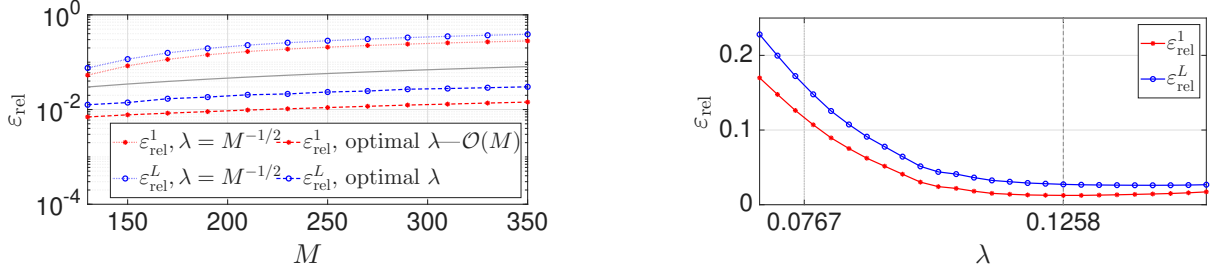 10^0
10^-2
10^-4
ε_rel
ε^1_rel, λ = M^{-1/2} ε^1_rel, optimal λ—O(M)
ε^L_rel, λ = M^{-1/2} ε^L_rel, optimal λ
150 200 250 300 350
M
0.2
0.1
0
ε_rel
ε^1_rel
ε^L_rel
0.0767 0.1258
λ